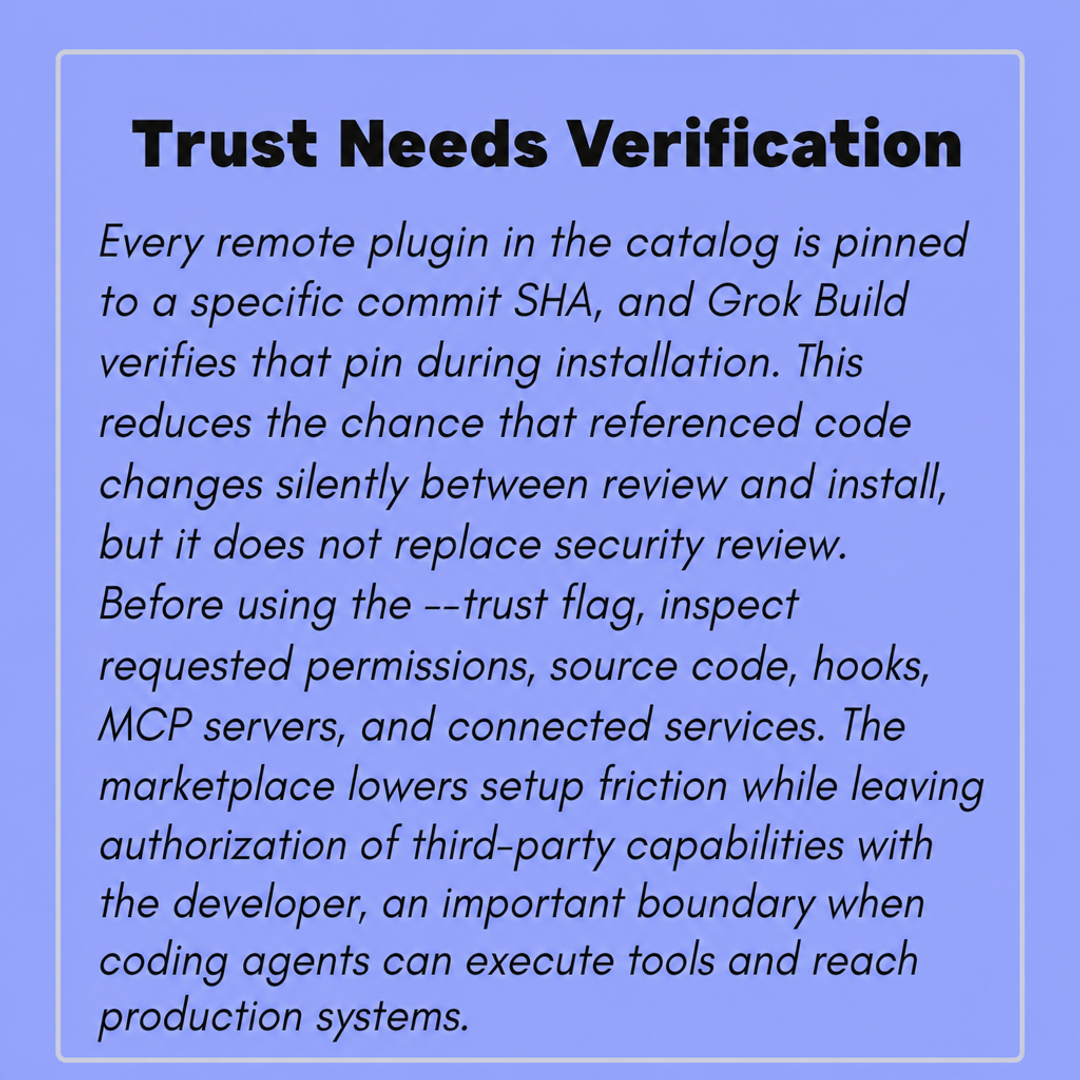 Trust Needs Verification
Every remote plugin in the catalog is pinned
to a specific commit SHA, and Grok Build
verifies that pin during installation. This
reduces the chance that referenced code
changes silently between review and install,
but it does not replace security review.
Before using the --trust flag, inspect
requested permissions, source code, hooks,
MCP servers, and connected services. The
marketplace lowers setup friction while leaving
authorization of third-party capabilities with
the developer, an important boundary when
coding agents can execute tools and reach
production systems.